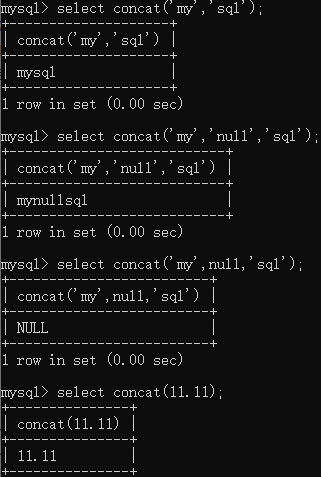 mysql> select concat('my','sql');
+--------------------+
| concat('my','sql') |
+--------------------+
| mysql              |
+--------------------+
1 row in set (0.00 sec)

mysql> select concat('my','null','sql');
+---------------------------+
| concat('my','null','sql') |
+---------------------------+
| mynullsql                 |
+---------------------------+
1 row in set (0.00 sec)

mysql> select concat('my',null,'sql');
+-------------------------+
| concat('my',null,'sql') |
+-------------------------+
| NULL                    |
+-------------------------+
1 row in set (0.00 sec)

mysql> select concat(11.11);
+---------------+
| concat(11.11) |
+---------------+
| 11.11         |
+---------------+